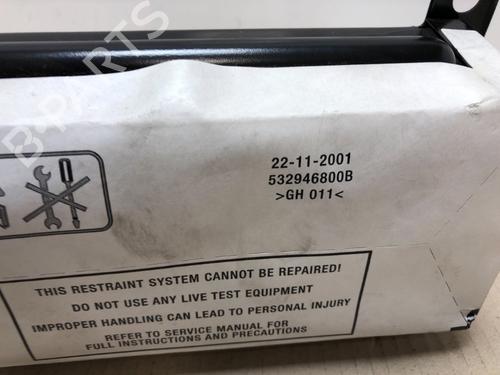 B-PARTS
22-11-2001
532946800B
>GH 011<
THIS RESTRAINT SYSTEM CANNOT BE REPAIRED!
DO NOT USE ANY LIVE TEST EQUIPMENT
IMPROPER HANDLING CAN LEAD TO PERSONAL INJURY
REFER TO SERVICE MANUAL FOR
FULL INSTRUCTIONS AND PRECAUTIONS